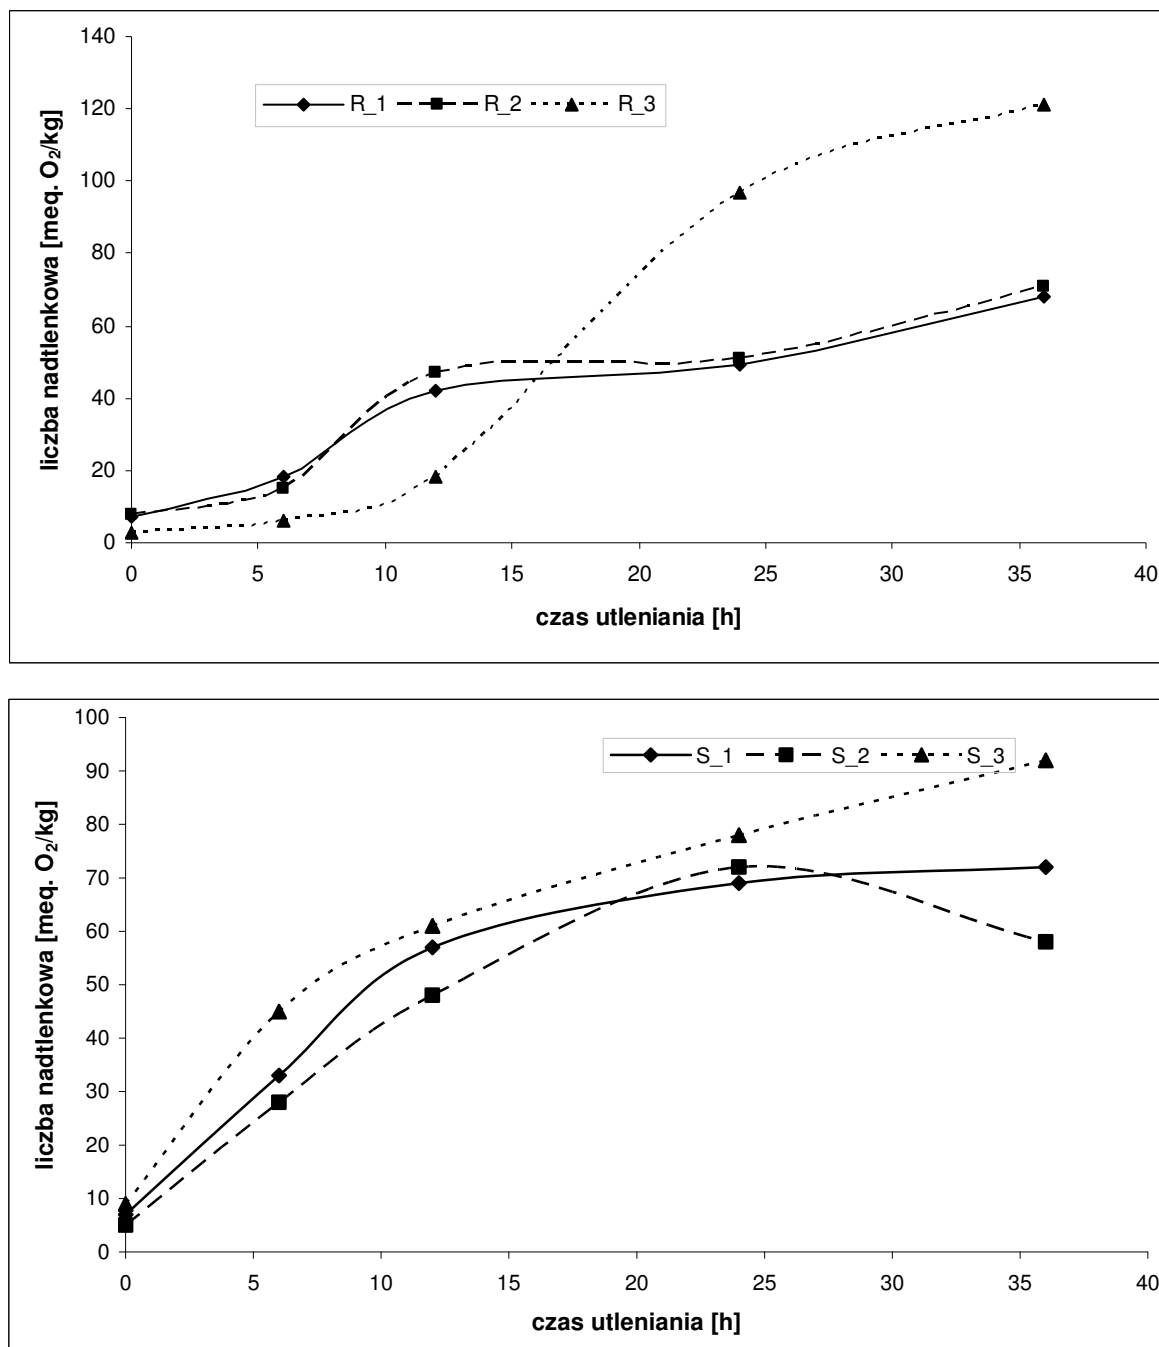 140
120
100
80
60
40
20
0
R_1 R_2 R_3
liczba nadtlenkowa [meq. O₂/kg]
0 5 10 15 20 25 30 35 40
czas utleniania [h]
100
90
80
70
60
50
40
30
20
10
0
S_1 S_2 S_3
liczba nadtlenkowa [meq. O₂/kg]
0 5 10 15 20 25 30 35 40
czas utleniania [h]